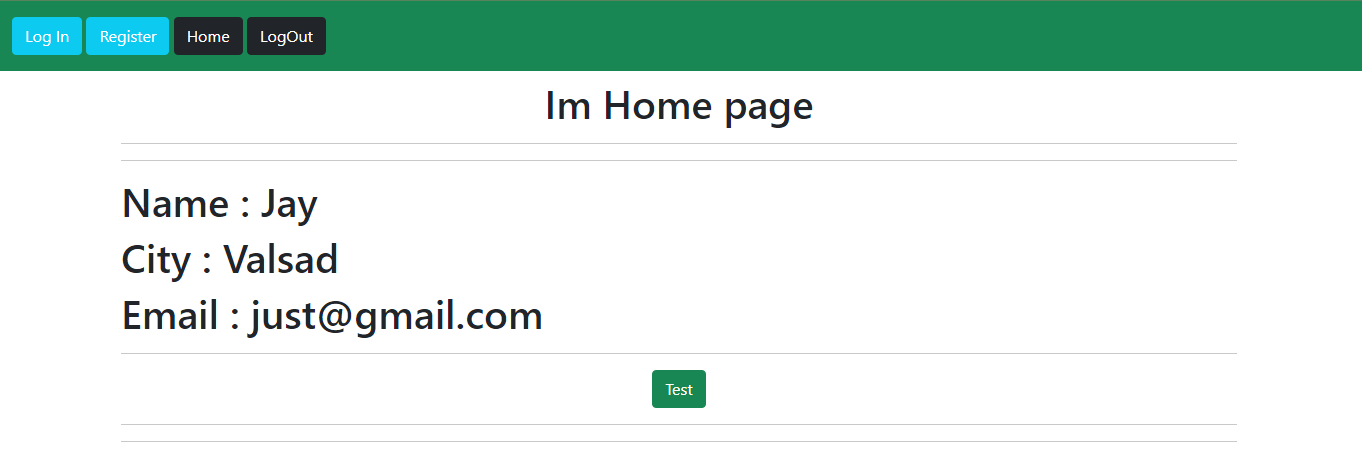 Log In Register Home LogOut
Im Home page
Name : Jay
City : Valsad
Email : just@gmail.com
Test